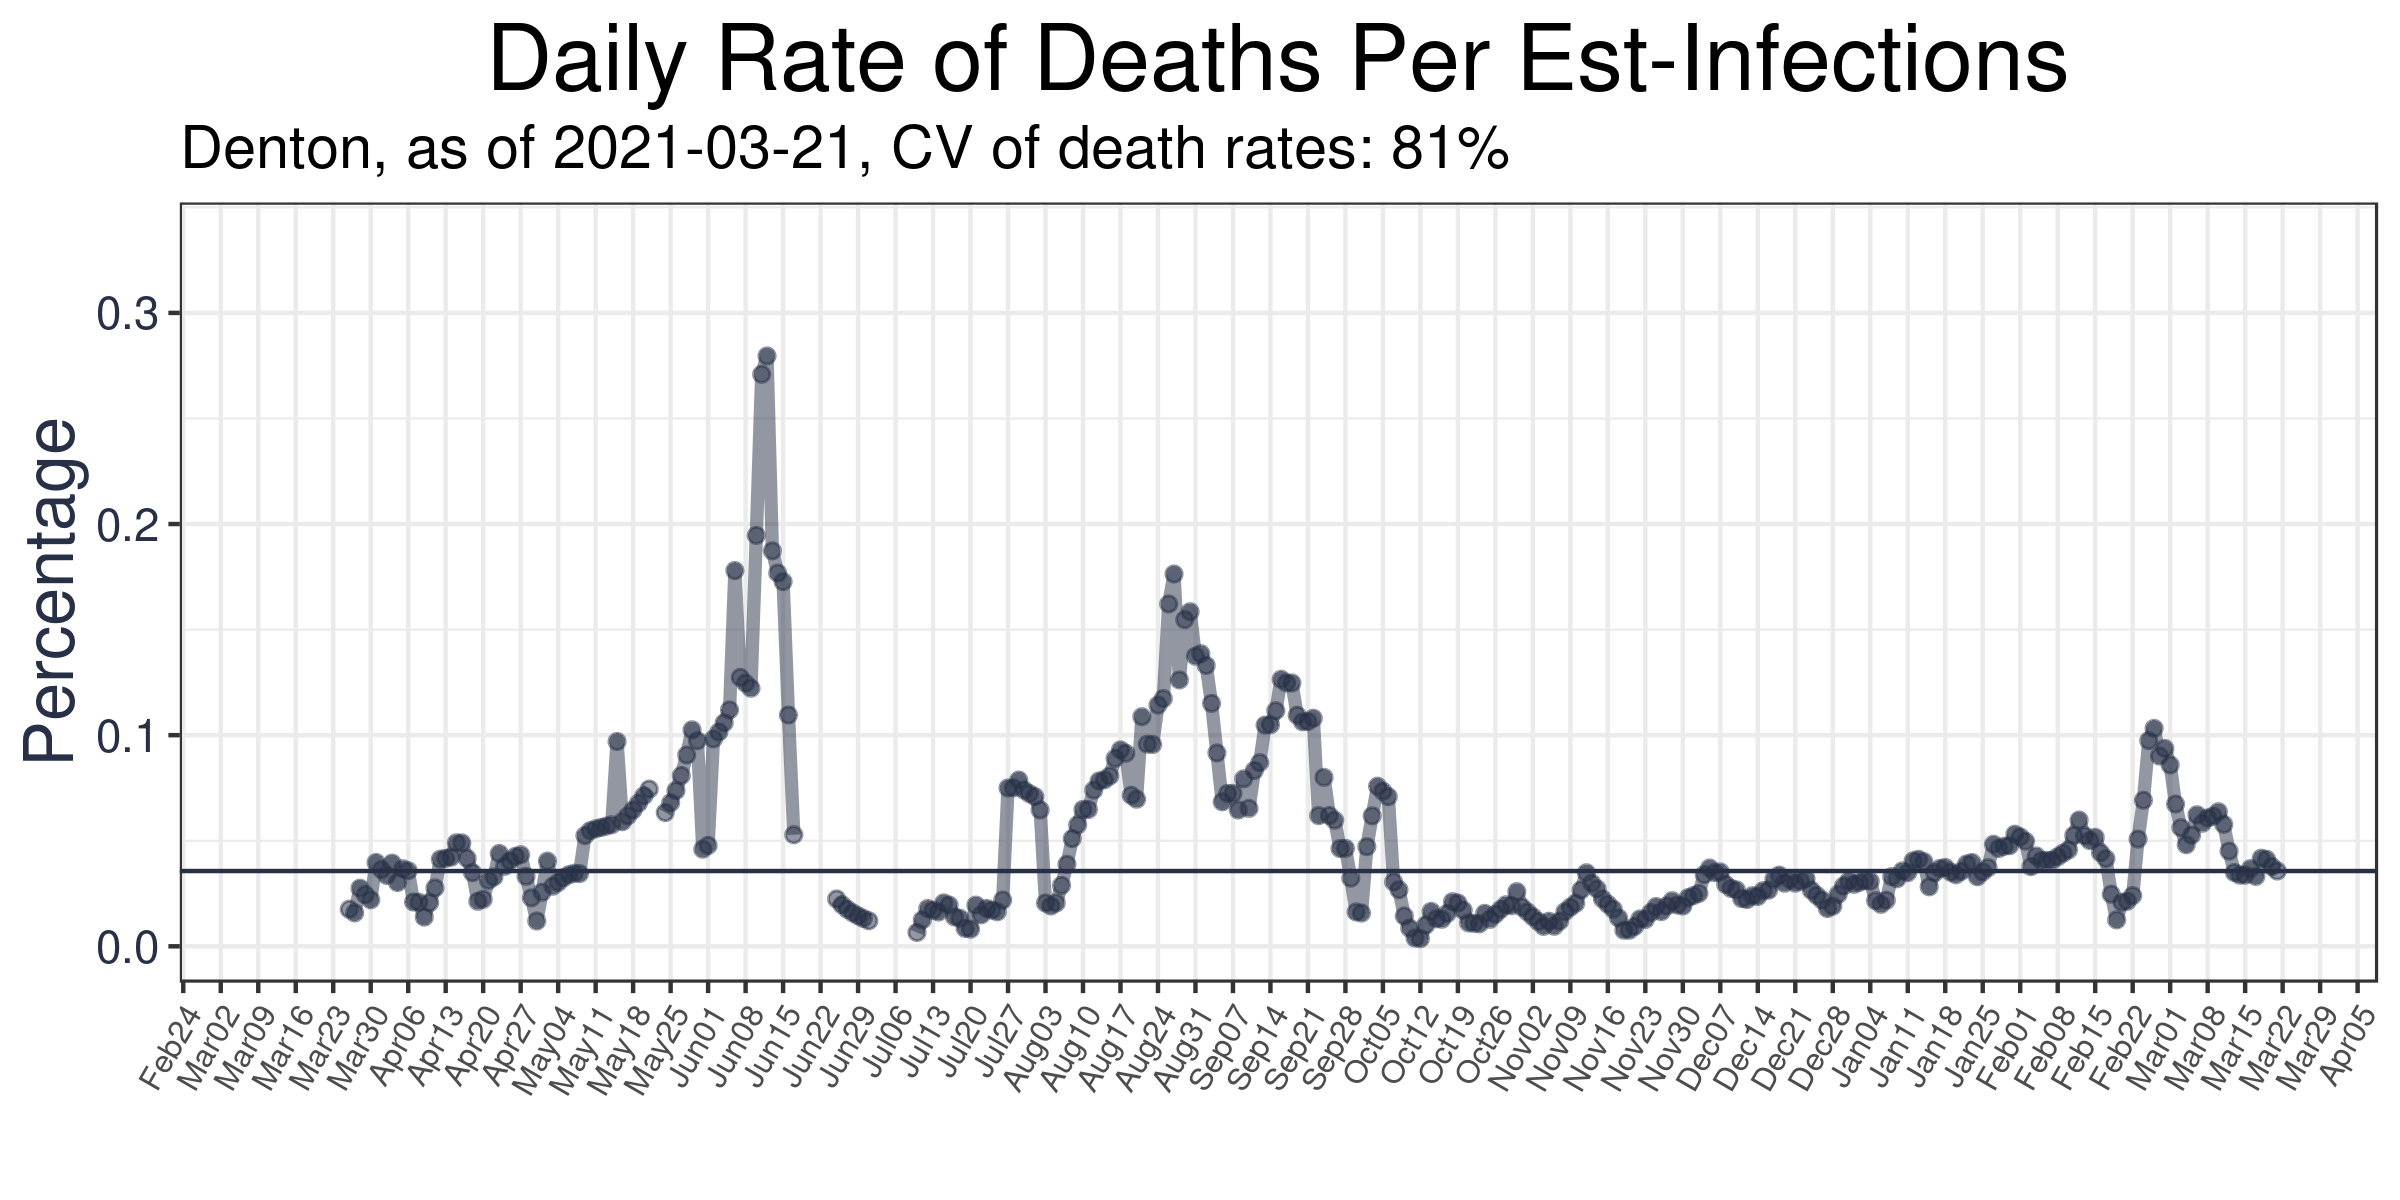 Daily Rate of Deaths Per Est-Infections
Denton, as of 2021-03-21, CV of death rates: 81%
Percentage
0.3
0.2
0.1
0.0
Feb24
Mar02
Mar09
Mar16
Mar23
Mar30
Apr06
Apr13
Apr20
Apr27
May04
May11
May18
May25
Jun01
Jun08
Jun15
Jun22
Jun29
Jul06
Jul13
Jul20
Jul27
Aug03
Aug10
Aug17
Aug24
Aug31
Sep07
Sep14
Sep21
Sep28
Oct05
Oct12
Oct19
Oct26
Nov02
Nov09
Nov16
Nov23
Nov30
Dec07
Dec14
Dec21
Dec28
Jan04
Jan11
Jan18
Jan25
Feb01
Feb08
Feb15
Feb22
Mar01
Mar08
Mar15
Mar22
Mar29
Apr05